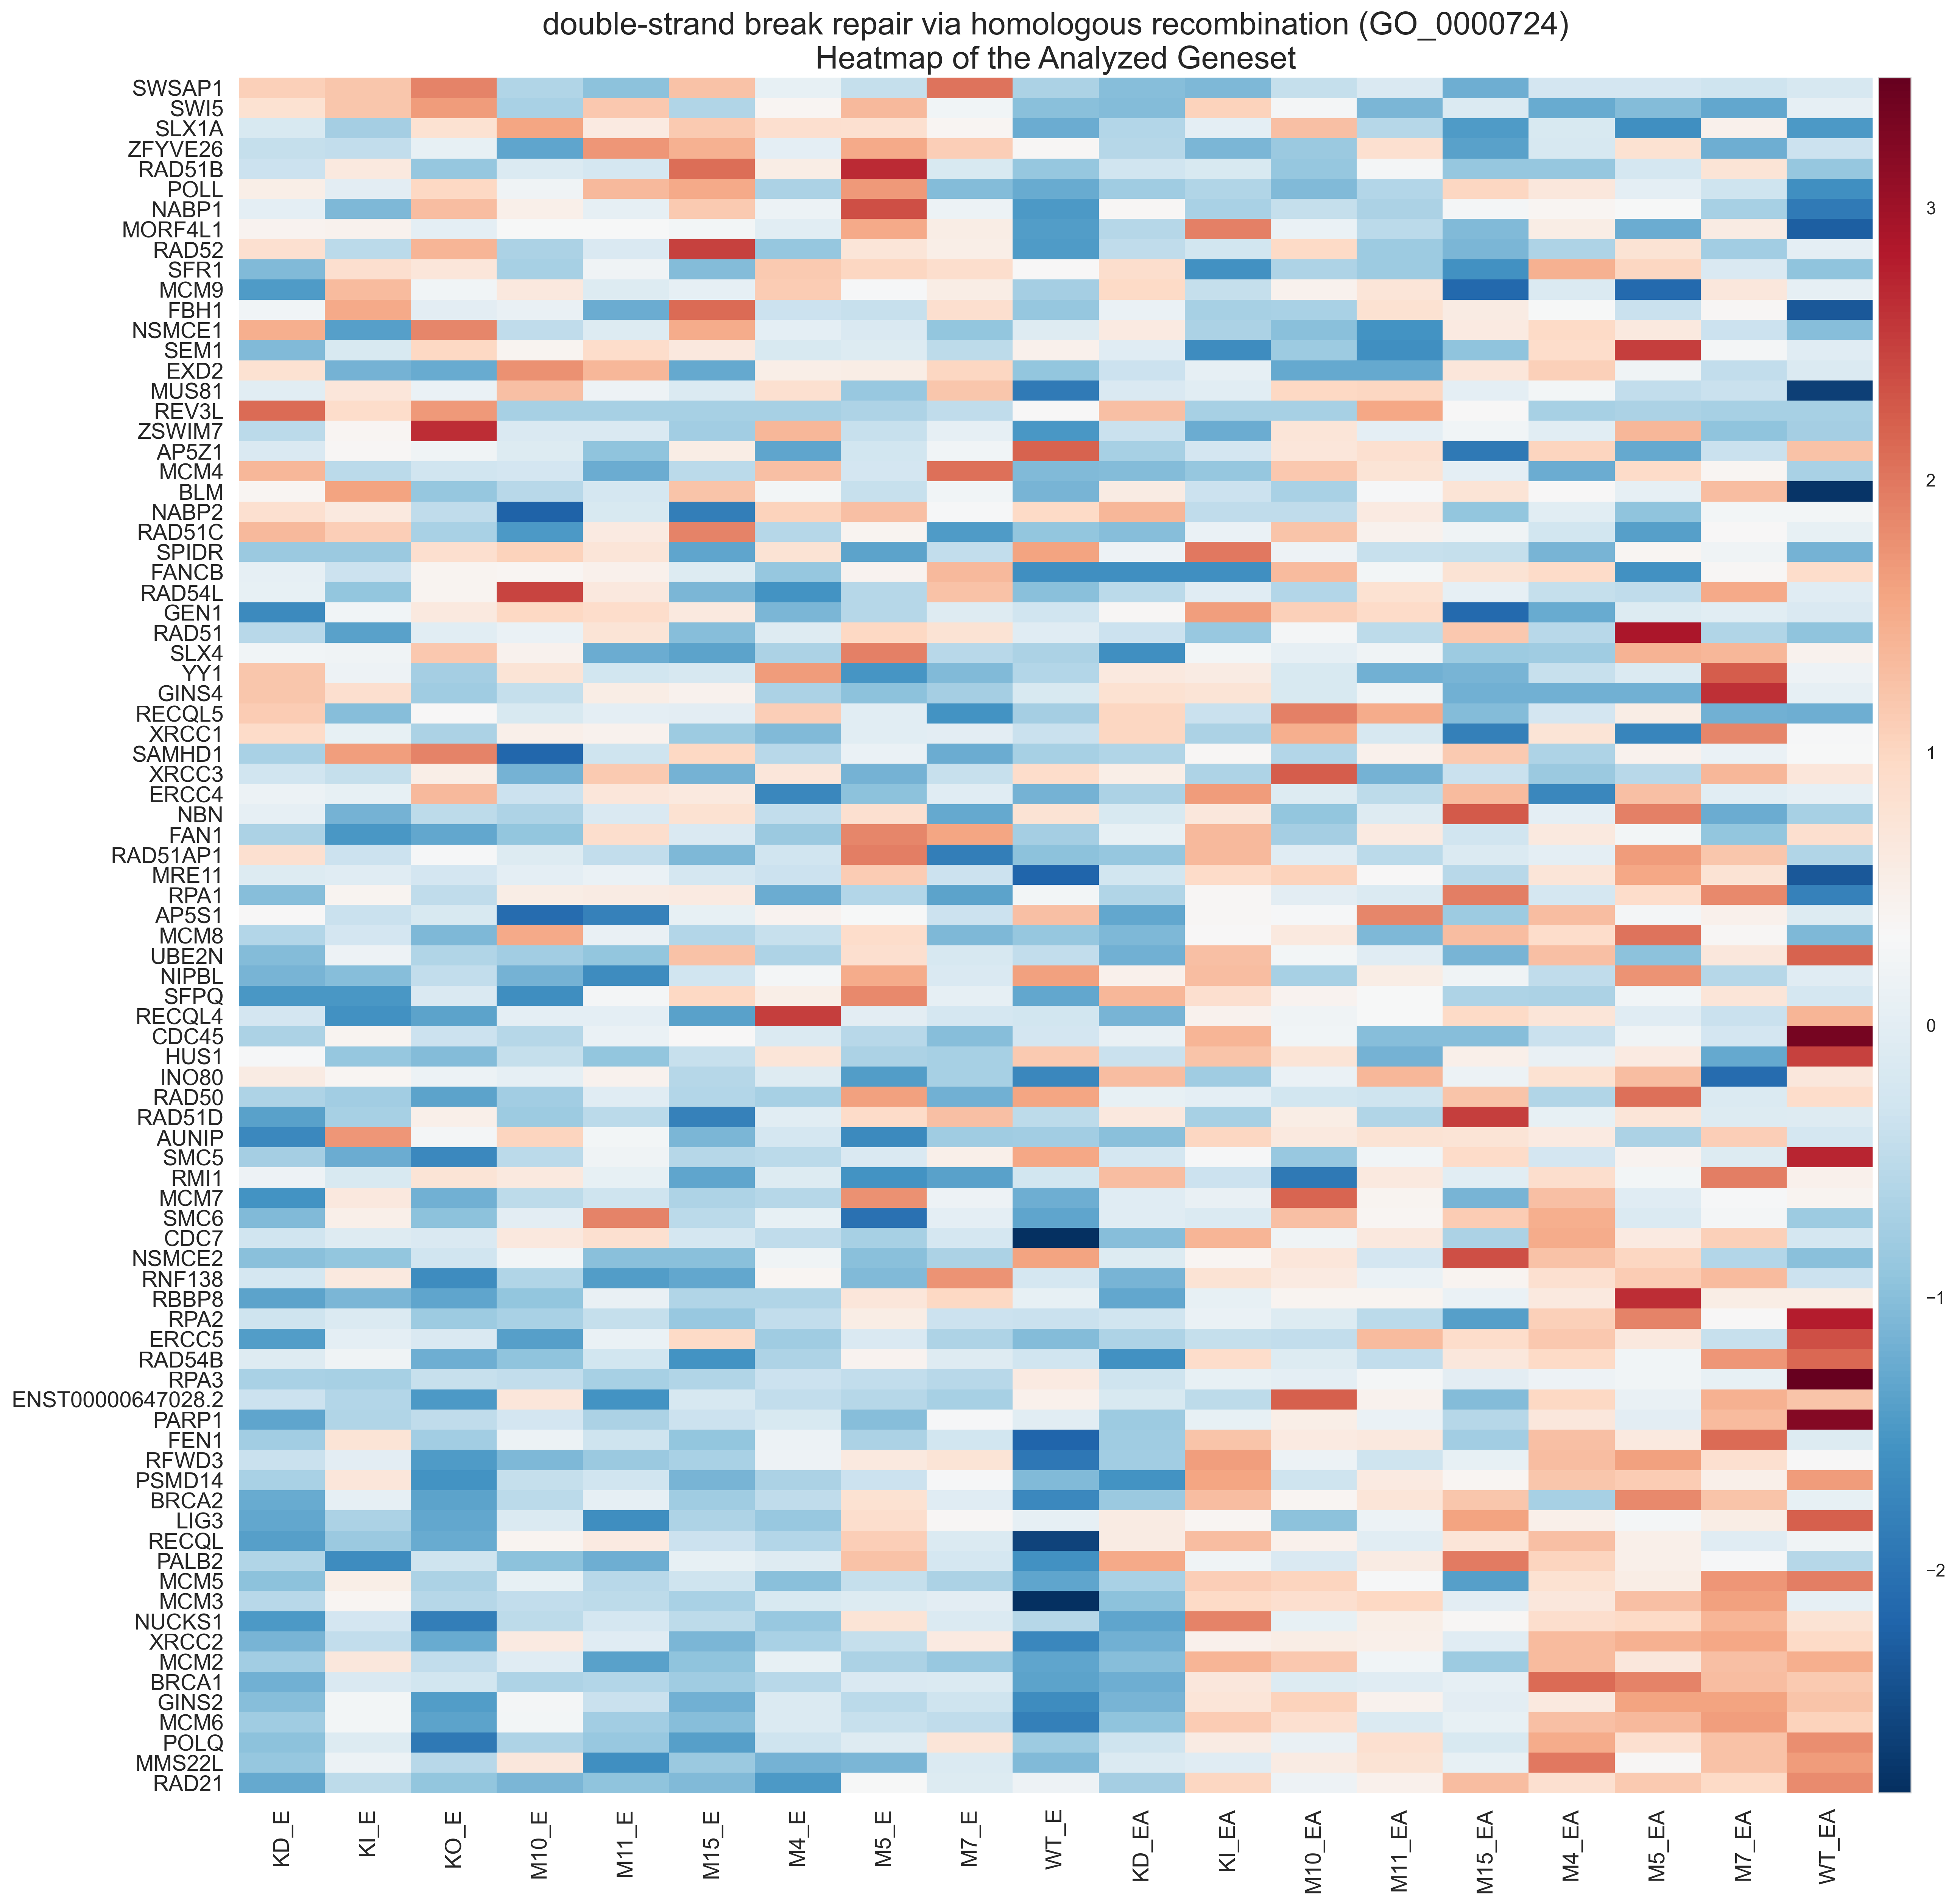 double-strand break repair via homologous recombination (GO_0000724)
Heatmap of the Analyzed Geneset
SWSAP1
SWI5
SLX1A
ZFYVE26
RAD51B
POLL
NABP1
MORF4L1
RAD52
SFR1
MCM9
FBH1
NSMCE1
SEM1
EXD2
MUS81
REV3L
ZSWIM7
AP5Z1
MCM4
BLM
NABP2
RAD51C
SPIDR
FANCB
RAD54L
GEN1
RAD51
SLX4
YY1
GINS4
RECQL5
XRCC1
SAMHD1
XRCC3
ERCC4
NBN
FAN1
RAD51AP1
MRE11
RPA1
AP5S1
MCM8
UBE2N
NIPBL
SFPQ
RECQL4
CDC45
HUS1
INO80
RAD50
RAD51D
AUNIP
SMC5
RMI1
MCM7
SMC6
CDC7
NSMCE2
RNF138
RBBP8
RPA2
ERCC5
RAD54B
RPA3
ENST00000647028.2
PARP1
FEN1
RFWD3
PSMD14
BRCA2
LIG3
RECQL
PALB2
MCM5
MCM3
NUCKS1
XRCC2
MCM2
BRCA1
GINS2
MCM6
POLQ
MMS22L
RAD21
KD_E
KI_E
KO_E
M10_E
M11_E
M15_E
M4_E
M5_E
M7_E
WT_E
KD_EA
KI_EA
M10_EA
M11_EA
M15_EA
M4_EA
M5_EA
M7_EA
WT_EA
3
2
1
0
−1
−2